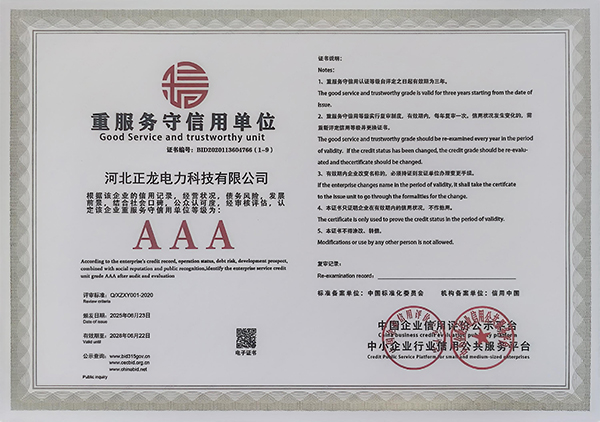 重服务守信用单位
Good Service and trustworthy unit
证书编号：BID2020113604766（1-9）
河北正龙电力科技有限公司
根据该企业的信用记录，经营状况，债务风险，发展
前景，结合社会口碑，公众认可度，经审核评估，认
定该企业重服务守信用单位等级为：
AAA
According to the enterprise's credit record, operation status, debt risk, development prospect,
combined with social reputation and public recognition,identify the enterprise service credit
unit grade AAA after audit and evaluation
评审标准：Q/XZXY001-2020
Review criteria
颁发日期：2025年06月23日
Date of issue
有效期至：2028年06月22日
Valid until
公示查询：www.bid315gov.cn
www.cecbid.org.cn
www.chinabid.net
Public inquiry
电子证书
证书说明：
Notes：
1、重服务守信用认证等级自评定之日起有效期为三年。
The good service and trustworthy grade is valid for three years starting from the date of
issue.
2、重服务守信用等级实行复审制度，有效期内，每年复审一次。信用状况发生变化的，需
重新评定信用等级并更换证书。
The good service and trustworthy grade should be re-examined every year in the period
of validity. If the credit status has been changed, the credit grade should be re-evalu-
ated and thecertificate should be changed.
3、有效期内企业改变名称的，必须持证到发证单位办理变更手续。
If the enterprise changes name in the period of validity, it shall take the certificate
to the issue unit to go through the formalities for the change.
4、本证书只证明企业在有效期内的信用状况，不作他用。
The certificate is only used to prove the credit status in the period of validity.
5、本证书不得涂改、转借。
Modifications or use by any other person is not allowed.
复审记录：
Re-examination record：
标准备案单位：中国标准化委员会 机构备案单位：信用中国
中国企业信用评价公示平台
China business credit evaluation publicity platform
中小企业行业信用公共服务平台
Credit Public Service Platform for small and medium-sized enterprises